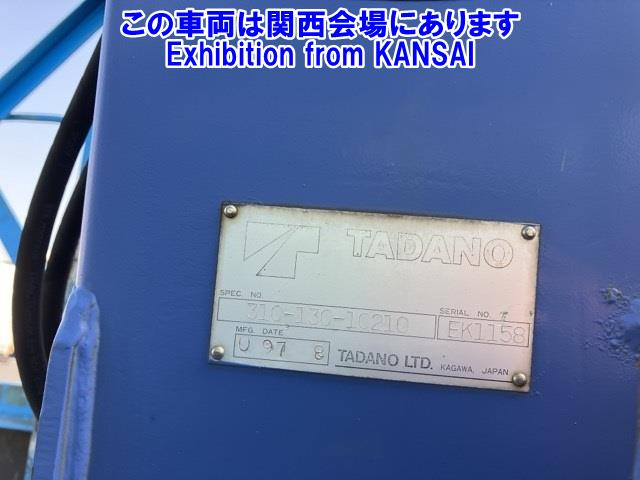 この車両は関西会場にあります
Exhibition from KANSAI
TADANO
SPEC. NO.
310-130-10210
SERIAL NO.
EK1158
MFG. DATE
U 97 8
TADANO LTD. KAGAWA, JAPAN